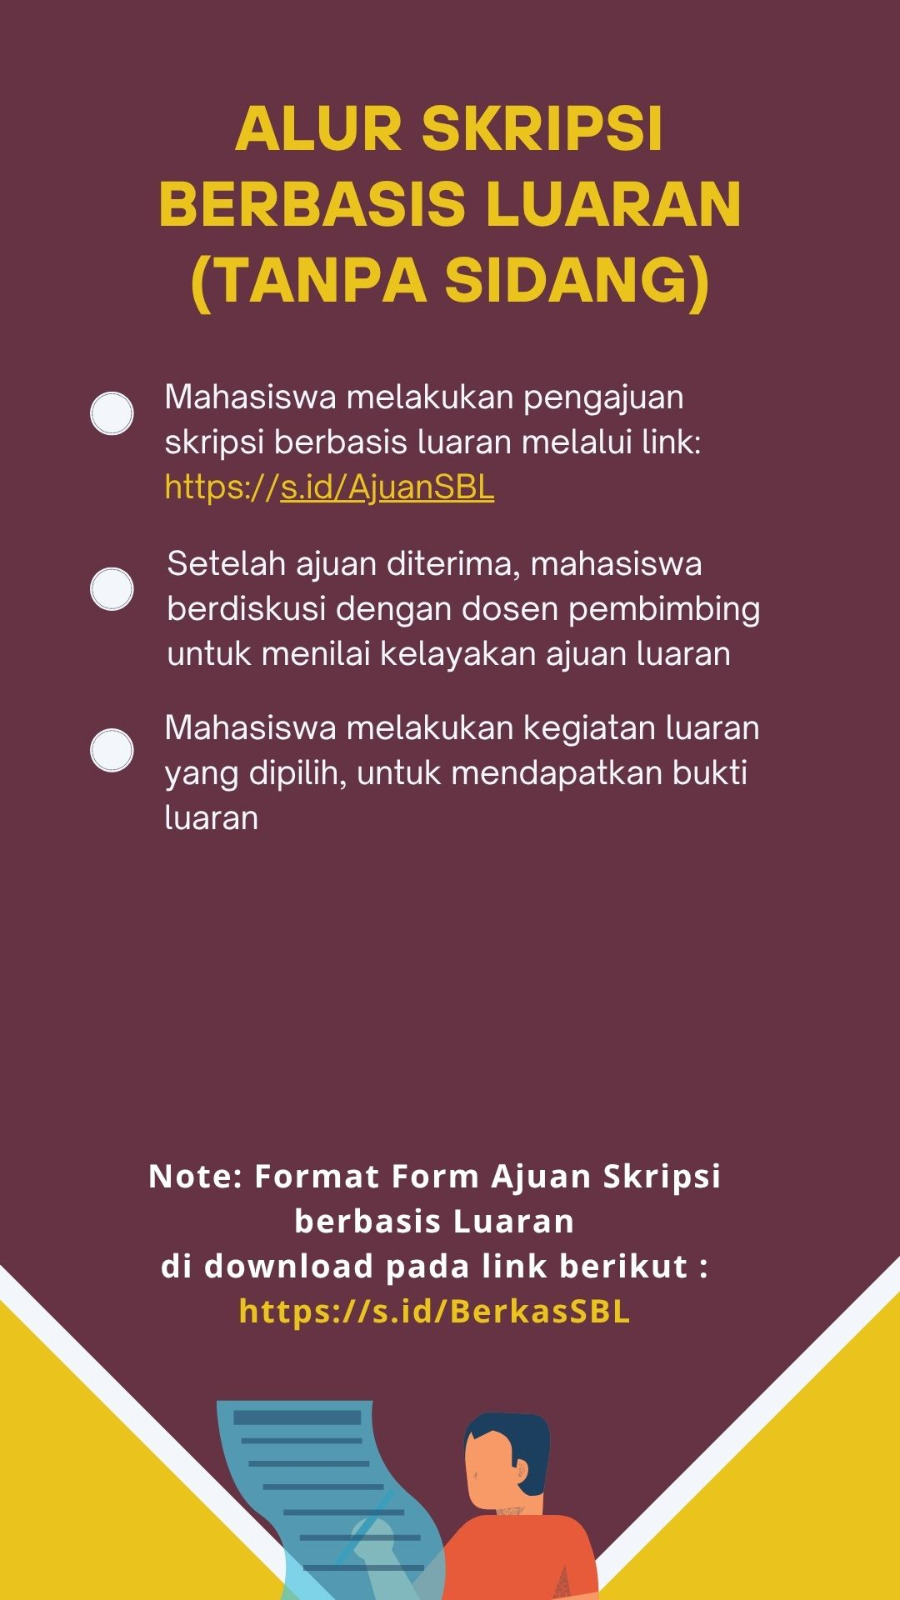 ALUR SKRIPSI
BERBASIS LUARAN
(TANPA SIDANG)
Mahasiswa melakukan pengajuan
skripsi berbasis luaran melalui link:
https://s.id/AjuanSBL
Setelah ajuan diterima, mahasiswa
berdiskusi dengan dosen pembimbing
untuk menilai kelayakan ajuan luaran
Mahasiswa melakukan kegiatan luaran
yang dipilih, untuk mendapatkan bukti
luaran
Note: Format Form Ajuan Skripsi
berbasis Luaran
di download pada link berikut :
https://s.id/BerkasSBL